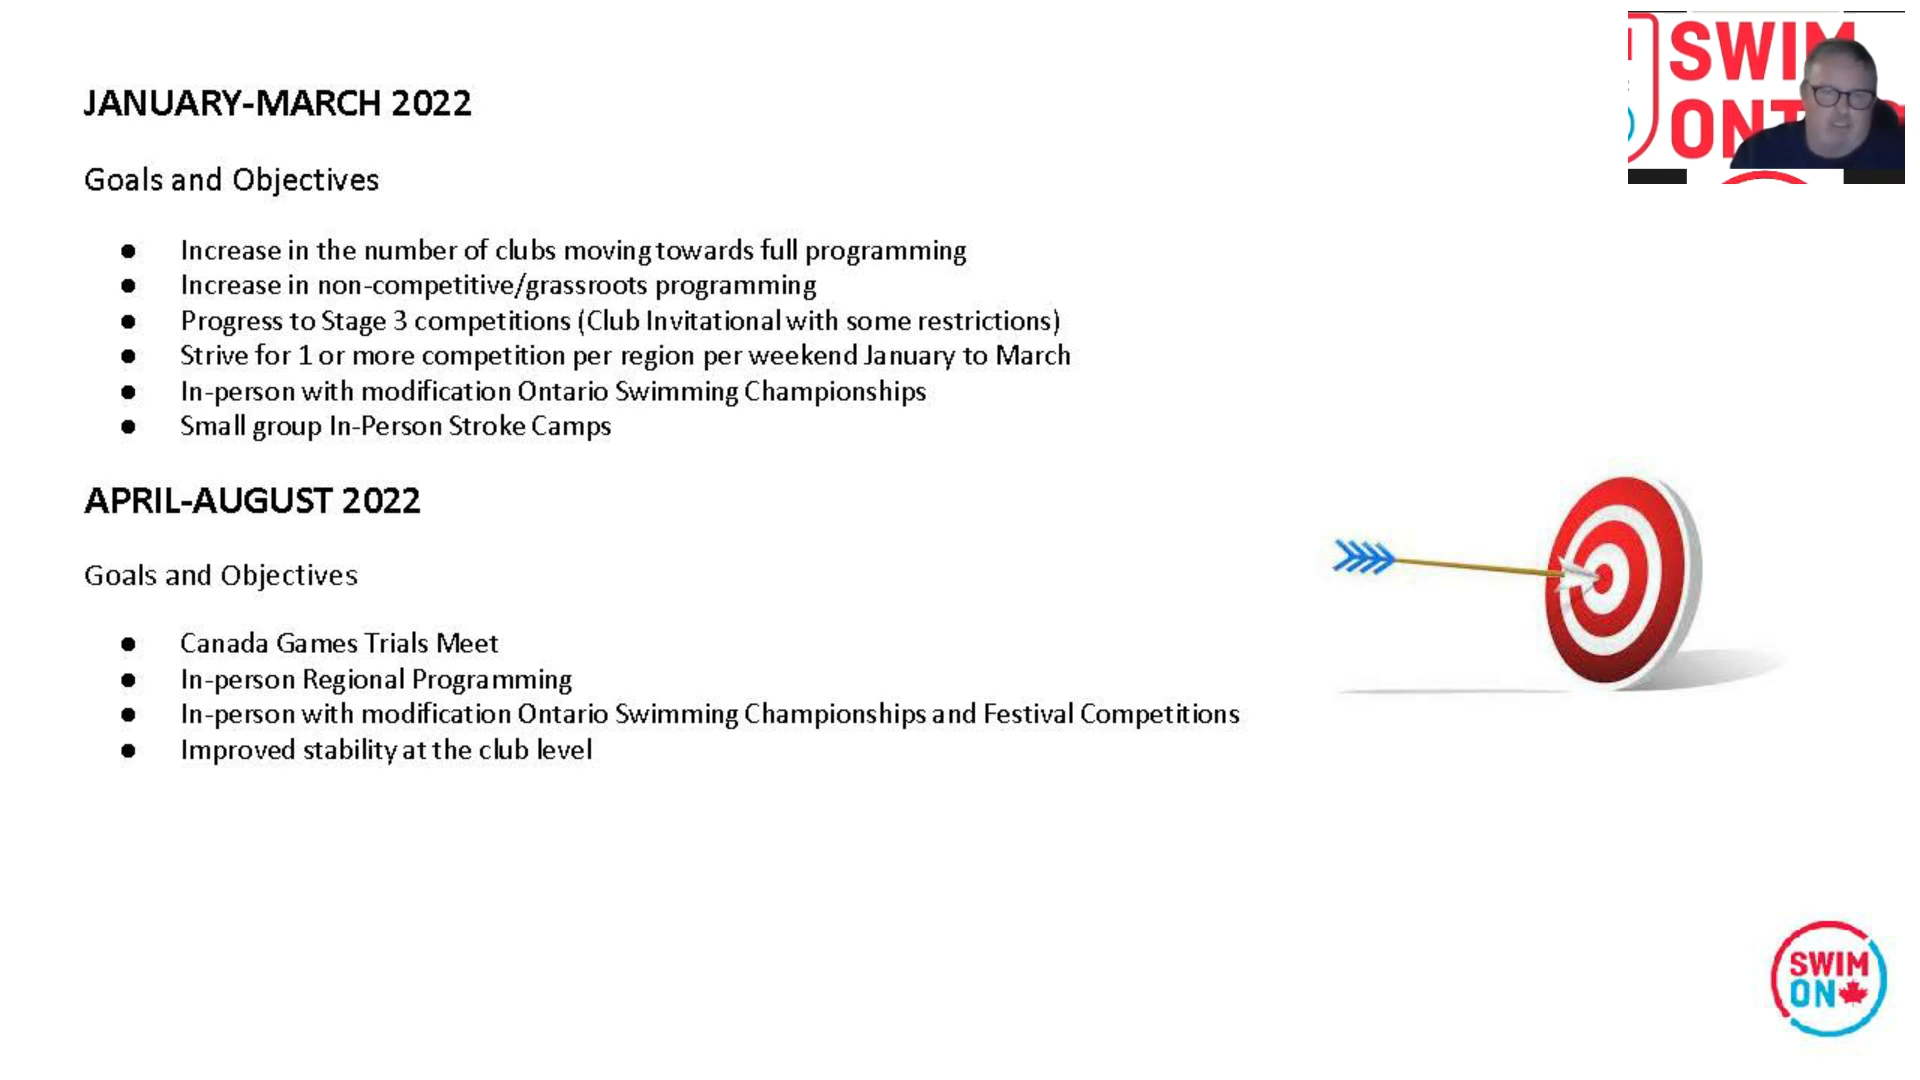 JANUARY-MARCH 2022
Goals and Objectives
● Increase in the number of clubs moving towards full programming
● Increase in non-competitive/grassroots programming
● Progress to Stage 3 competitions (Club Invitational with some restrictions)
● Strive for 1 or more competition per region per weekend January to March
● In-person with modification Ontario Swimming Championships
● Small group In-Person Stroke Camps
APRIL-AUGUST 2022
Goals and Objectives
● Canada Games Trials Meet
● In-person Regional Programming
● In-person with modification Ontario Swimming Championships and Festival Competitions
● Improved stability at the club level
SWIM
ON
SWIM
ON